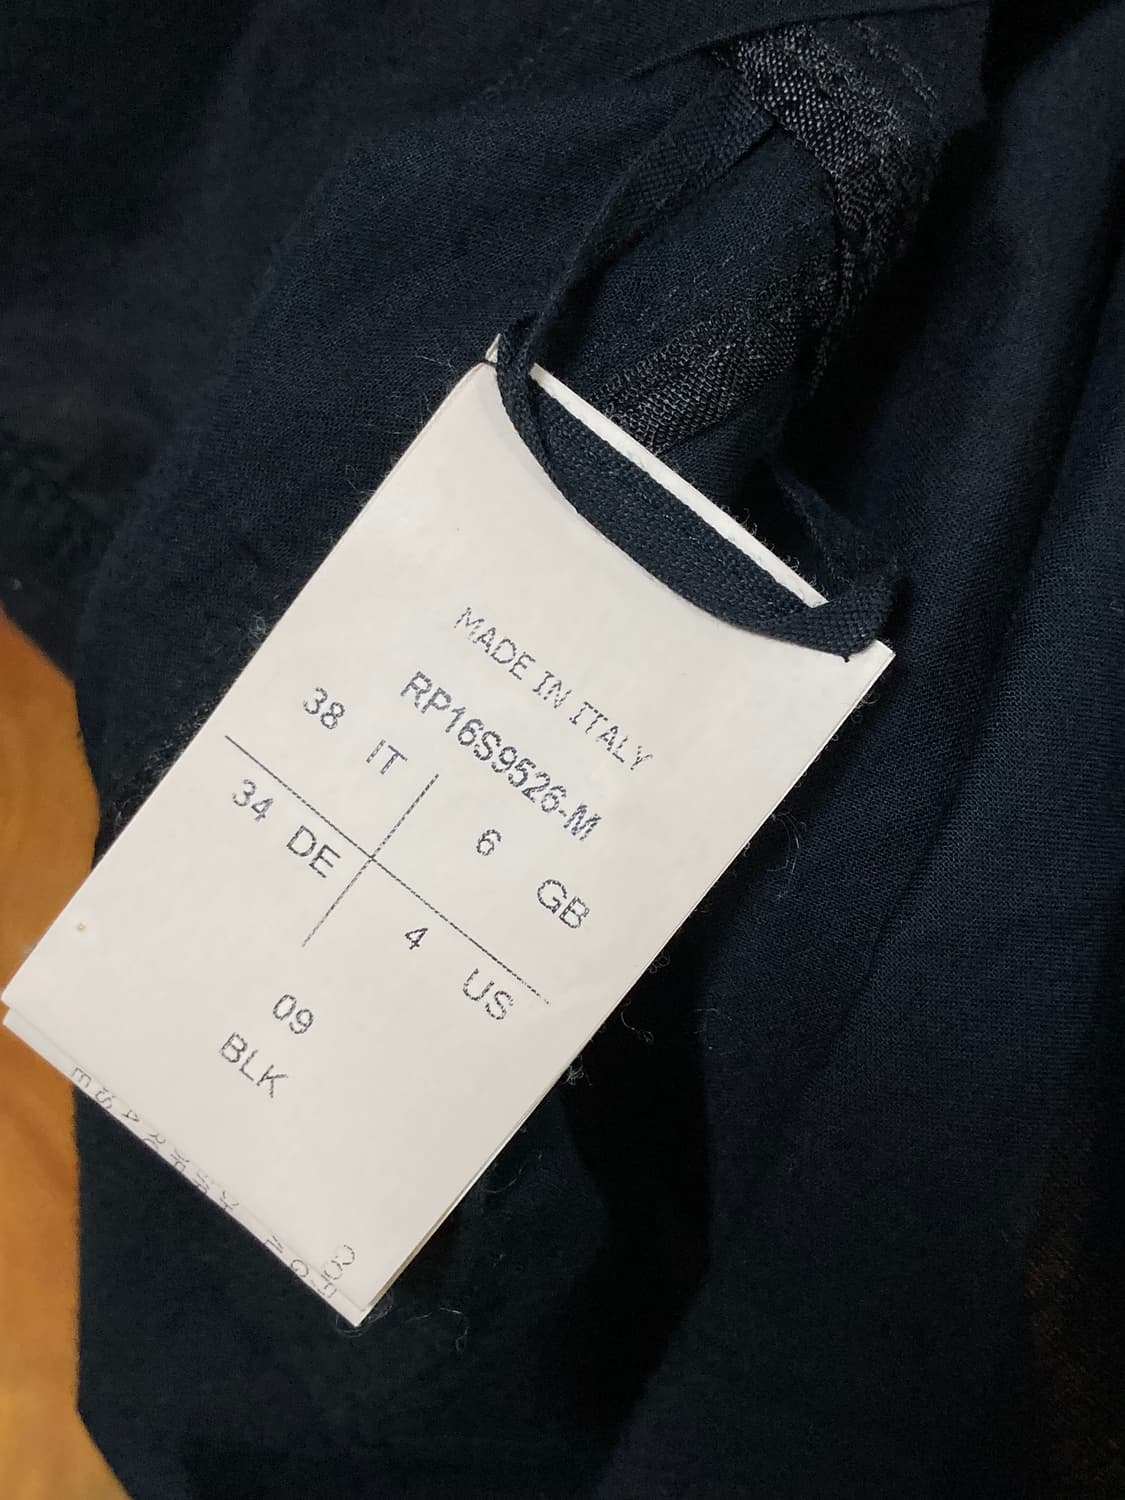 MADE IN ITALY
RP16S9526-M
38 IT 6 GB
34 DE 4 US
09
BLK